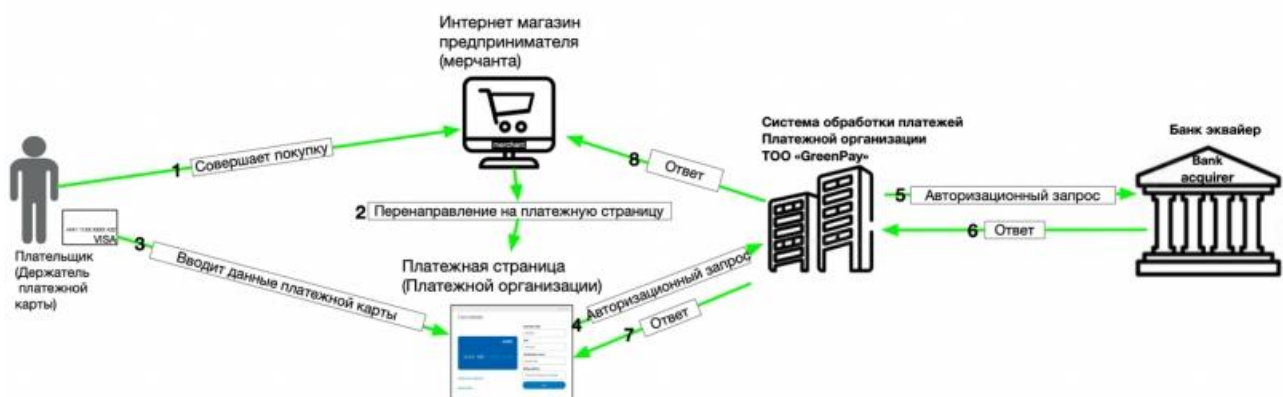 Интернет магазин
предпринимателя
(мерчанта)
Система обработки платежей
Платежной организации
ТОО «GreenPay»
Банк эквайер
Bank
acquirer
1 Совершает покупку
8 Ответ
5 Авторизационный запрос
6 Ответ
2 Перенаправление на платежную страницу
VISA
3 Вводит данные платежной карты
Плательщик
(Держатель
платежной
карты)
Платежная страница
(Платежной организации)
4 Авторизационный запрос
7 Ответ